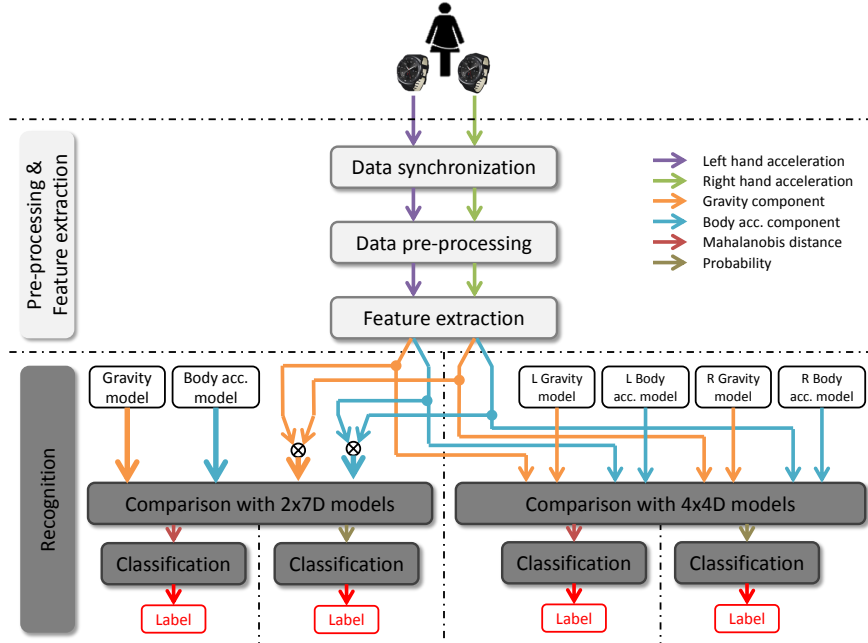 Pre-processing &
Feature extraction
Data synchronization
Data pre-processing
Feature extraction
Left hand acceleration
Right hand acceleration
Gravity component
Body acc. component
Mahalanobis distance
Probability
Recognition
Gravity
model
Body acc.
model
L Gravity
model
L Body
acc. model
R Gravity
model
R Body
acc. model
Comparison with 2x7D models
Comparison with 4x4D models
Classification
Classification
Classification
Classification
Label
Label
Label
Label